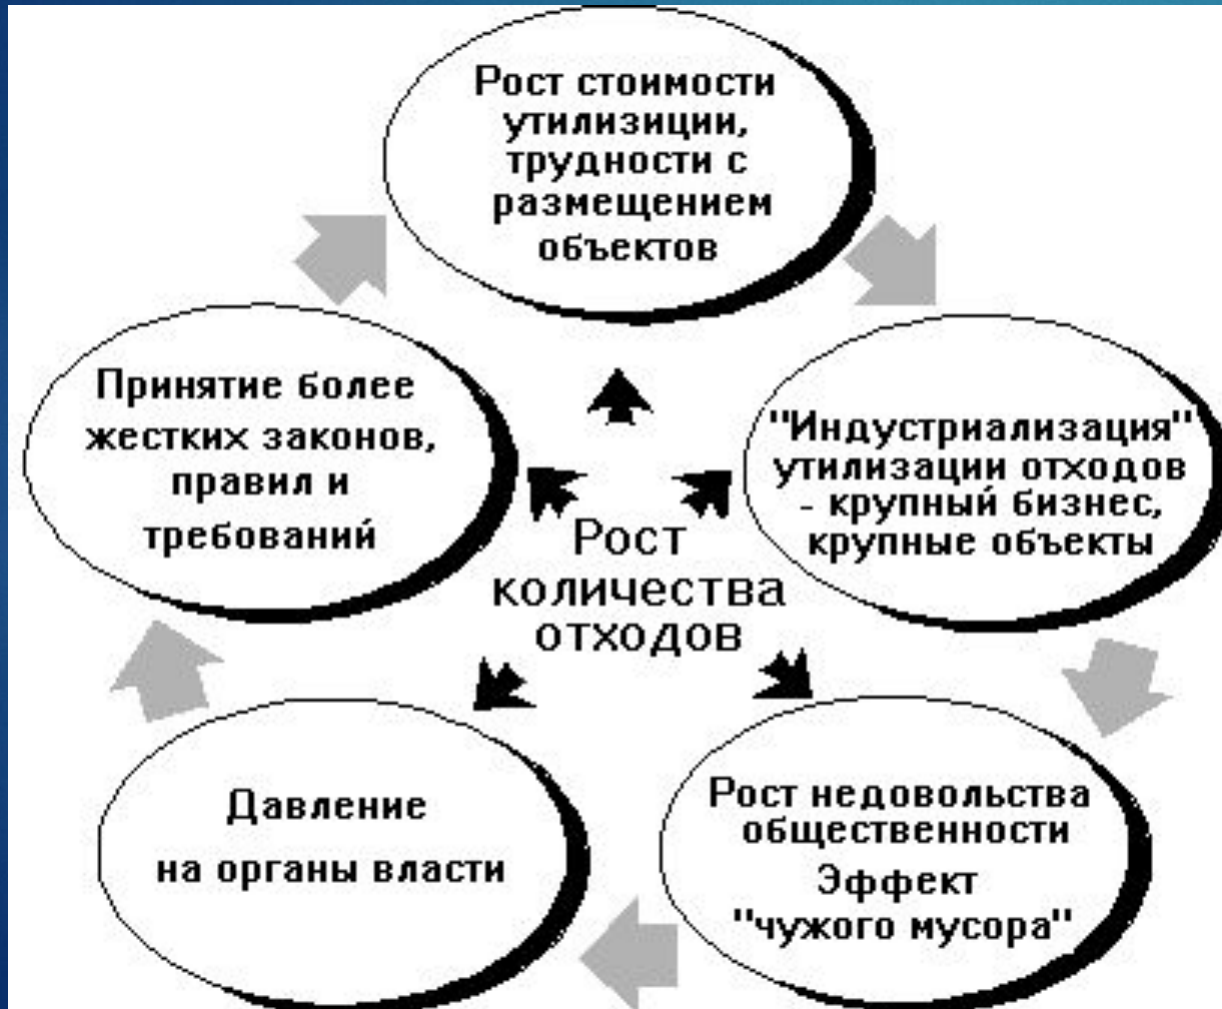 Рост стоимости
утилизиции,
трудности с
размещением
объектов
"Индустриализация"
утилизации отходов
- крупный бизнес,
крупные объекты
Рост недовольства
общественности
Эффект
"чужого мусора"
Давление
на органы власти
Принятие более
жестких законов,
правил и
требований
Рост
количества
отходов